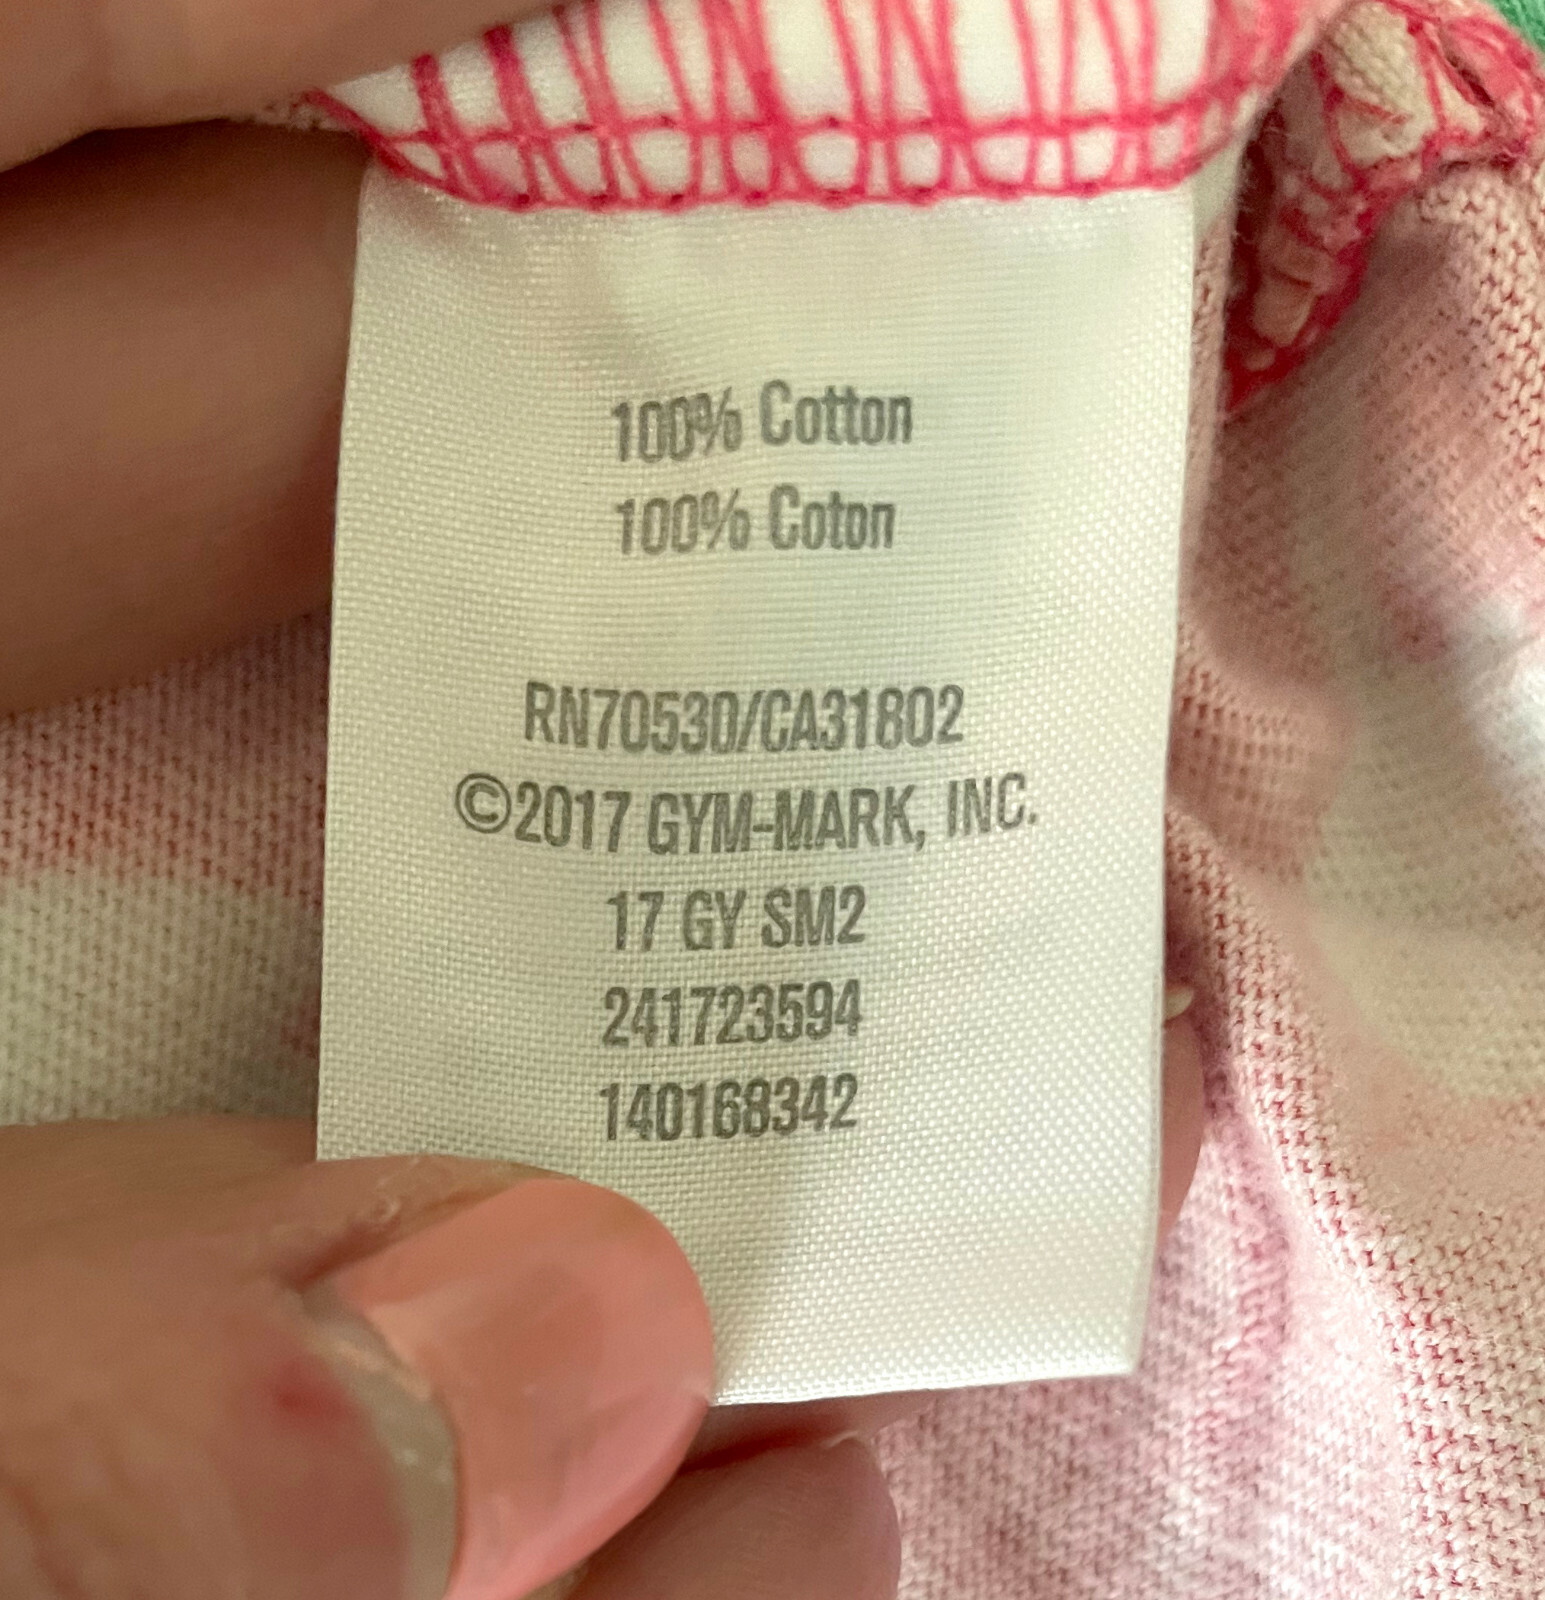 100% Cotton
100% Coton
RN70530/CA31802
©2017 GYM-MARK, INC.
17 GY SM2
241723594
140168342